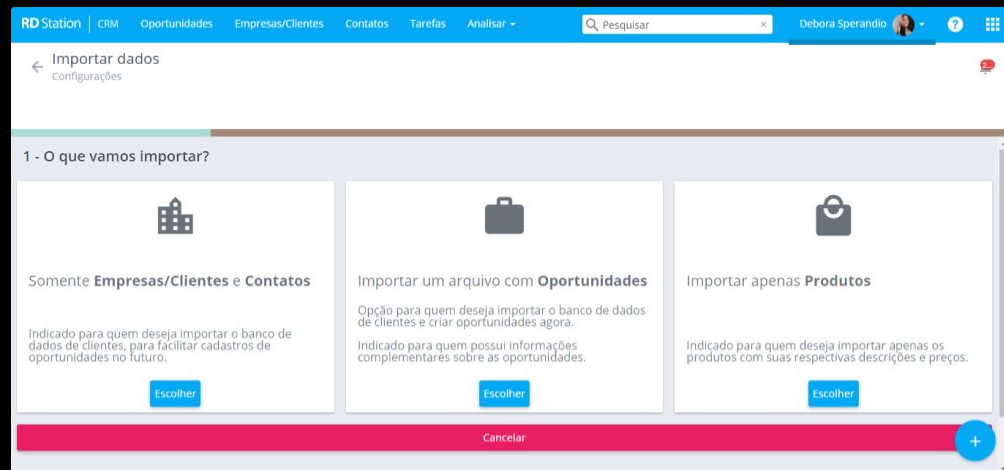 RD Station CRM Oportunidades Empresas/Clientes Contatos Tarefas Analisar Pesquisar × Debora Sperandio ?
Importar dados
Configurações
2...
1 - O que vamos importar?
Somente Empresas/Clientes e Contatos
Indicado para quem deseja importar o banco de
dados de clientes, para facilitar cadastros de
oportunidades no futuro.
Escolher
Importar um arquivo com Oportunidades
Opção para quem deseja importar o banco de dados
de clientes e criar oportunidades agora.
Indicado para quem possui informações
complementares sobre as oportunidades.
Escolher
Importar apenas Produtos
Indicado para quem deseja importar apenas os
produtos com suas respectivas descrições e preços.
Escolher
Cancelar
+